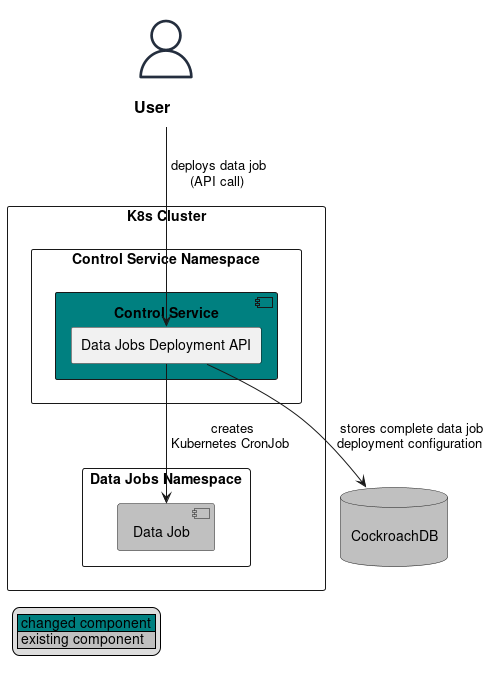 User
deploys data job
(API call)
K8s Cluster
Control Service Namespace
Control Service
Data Jobs Deployment API
creates
Kubernetes CronJob
stores complete data job
deployment configuration
Data Jobs Namespace
Data Job
CockroachDB
changed component
existing component